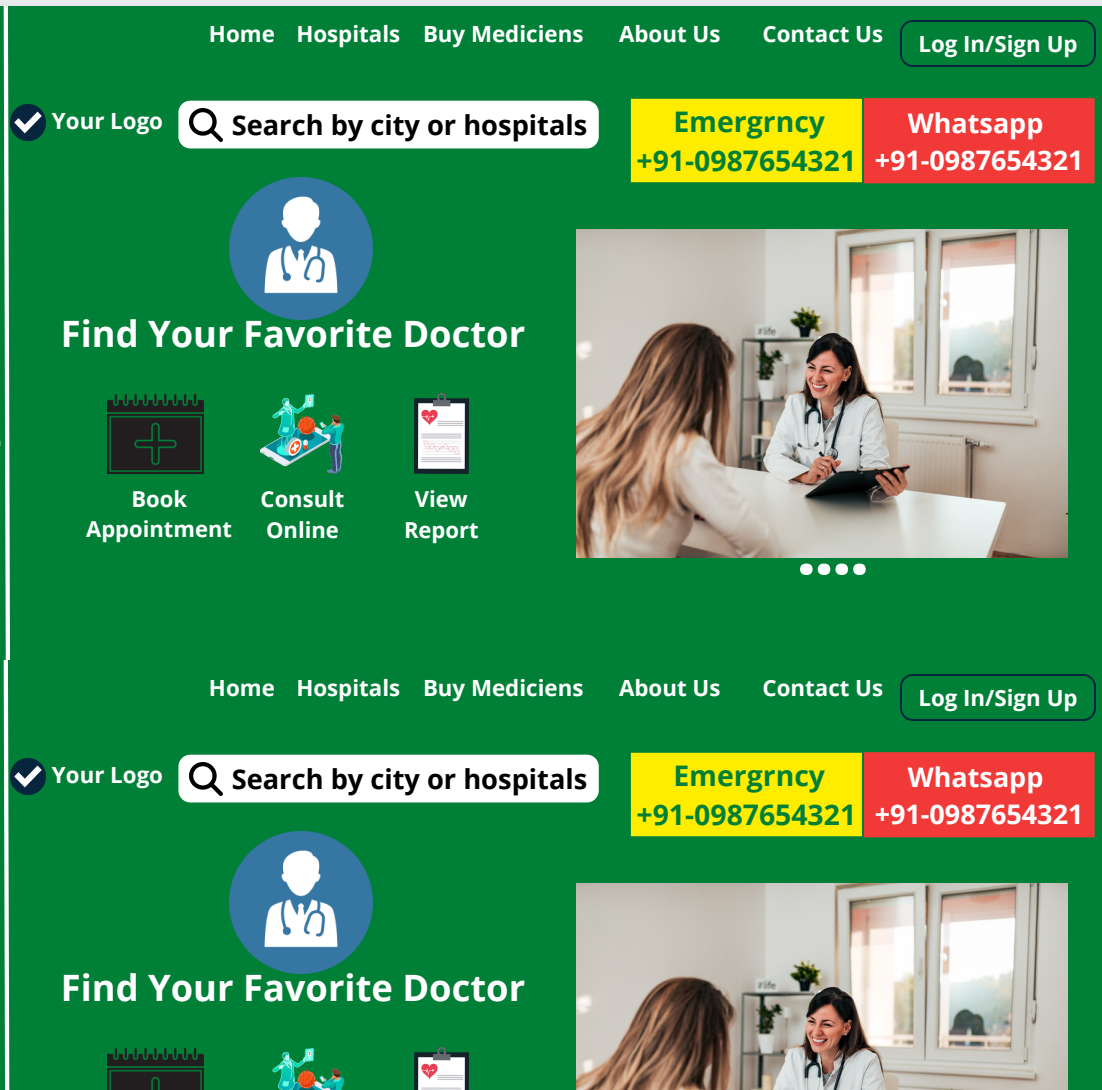 Home Hospitals Buy Mediciens About Us Contact Us Log In/Sign Up
Your Logo
Search by city or hospitals
Emergrncy
+91-0987654321
Whatsapp
+91-0987654321
Find Your Favorite Doctor
Book
Appointment
Consult
Online
View
Report
#life
Home Hospitals Buy Mediciens About Us Contact Us Log In/Sign Up
Your Logo
Search by city or hospitals
Emergrncy
+91-0987654321
Whatsapp
+91-0987654321
Find Your Favorite Doctor
#life